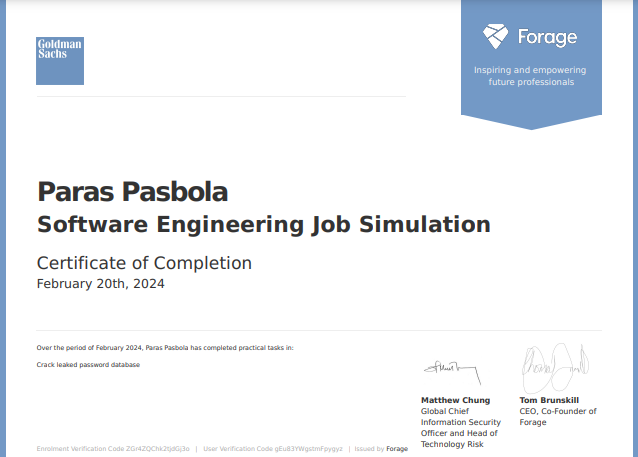 Goldman
Sachs
Forage
Inspiring and empowering
future professionals
Paras Pasbola
Software Engineering Job Simulation
Certificate of Completion
February 20th, 2024
Over the period of February 2024, Paras Pasbola has completed practical tasks in:
Crack leaked password database
Matthew Chung
Global Chief
Information Security
Officer and Head of
Technology Risk
Tom Brunskill
CEO, Co-Founder of
Forage
Enrolment Verification Code ZGr4ZQChk2tjdGj3o | User Verification Code gEu83YWgstmFpygyz | Issued by Forage